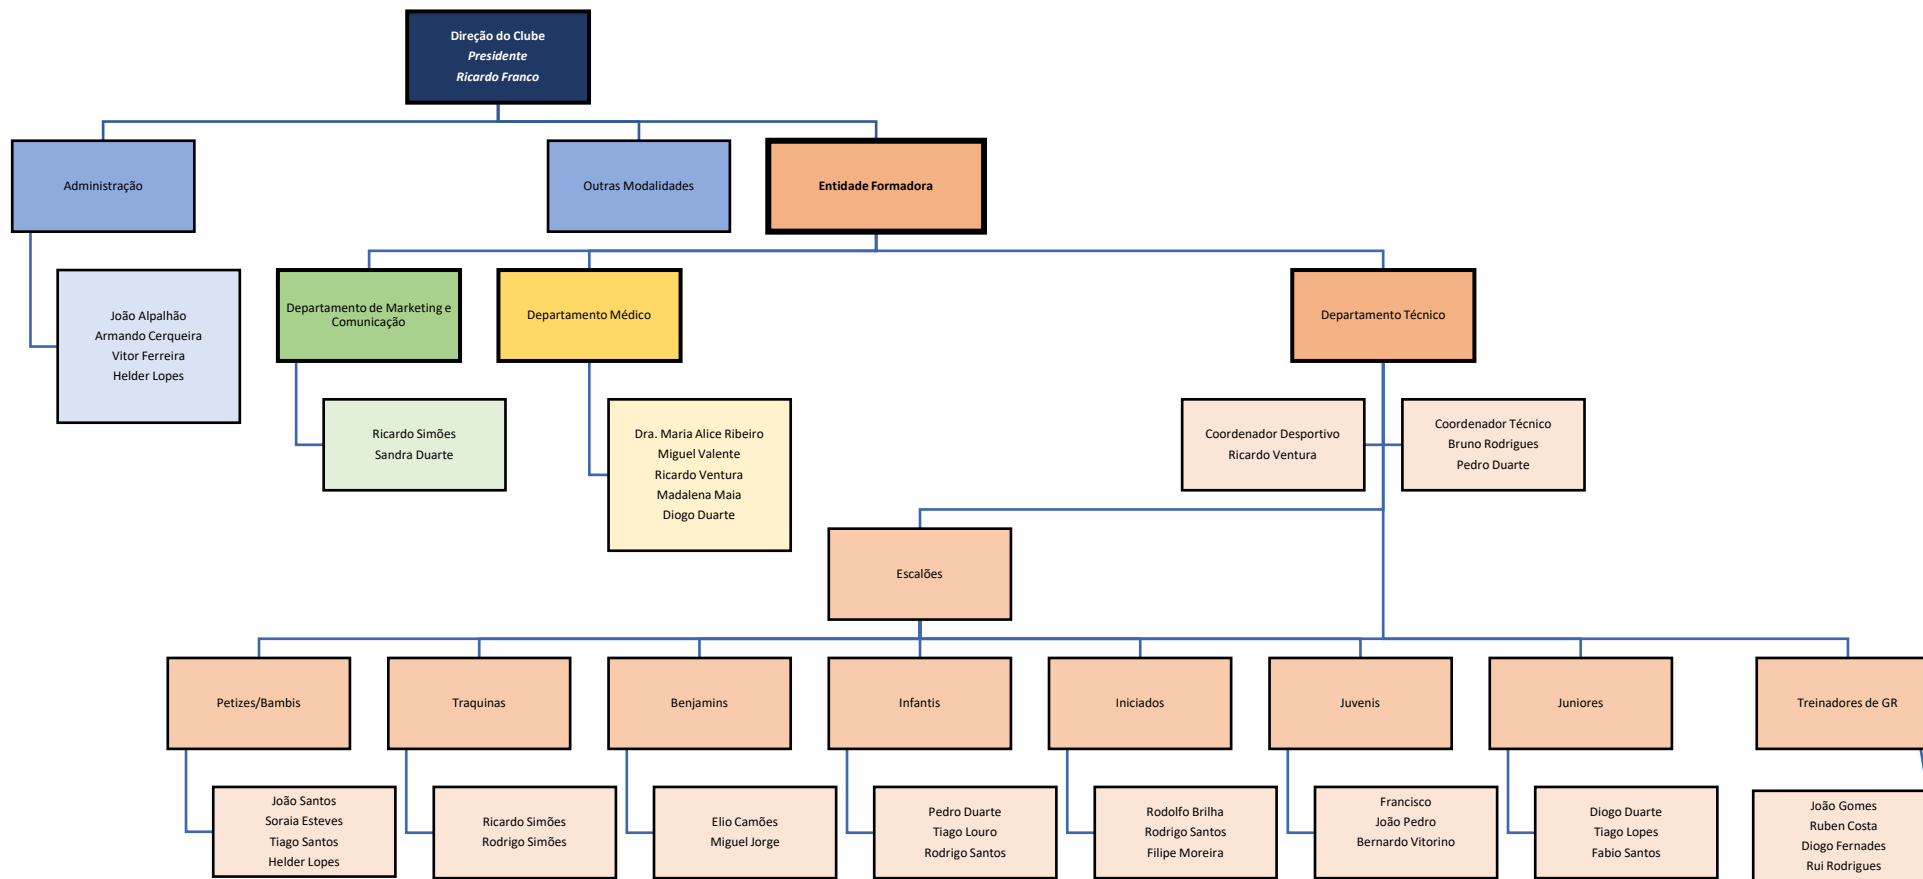 Direção do Clube
Presidente
Ricardo Franco
Administração
Outras Modalidades
Entidade Formadora
João Alpalhão
Armando Cerqueira
Vitor Ferreira
Helder Lopes
Departamento de Marketing e
Comunicação
Departamento Médico
Departamento Técnico
Ricardo Simões
Sandra Duarte
Dra. Maria Alice Ribeiro
Miguel Valente
Ricardo Ventura
Madalena Maia
Diogo Duarte
Coordenador Desportivo
Ricardo Ventura
Coordenador Técnico
Bruno Rodrigues
Pedro Duarte
Escalões
Petizes/Bambis
Traquinas
Benjamins
Infantis
Iniciados
Juvenis
Juniores
Treinadores de GR
João Santos
Soraia Esteves
Tiago Santos
Helder Lopes
Ricardo Simões
Rodrigo Simões
Elio Camões
Miguel Jorge
Pedro Duarte
Tiago Louro
Rodrigo Santos
Rodolfo Brilha
Rodrigo Santos
Filipe Moreira
Francisco
João Pedro
Bernardo Vitorino
Diogo Duarte
Tiago Lopes
Fabio Santos
João Gomes
Ruben Costa
Diogo Fernades
Rui Rodrigues